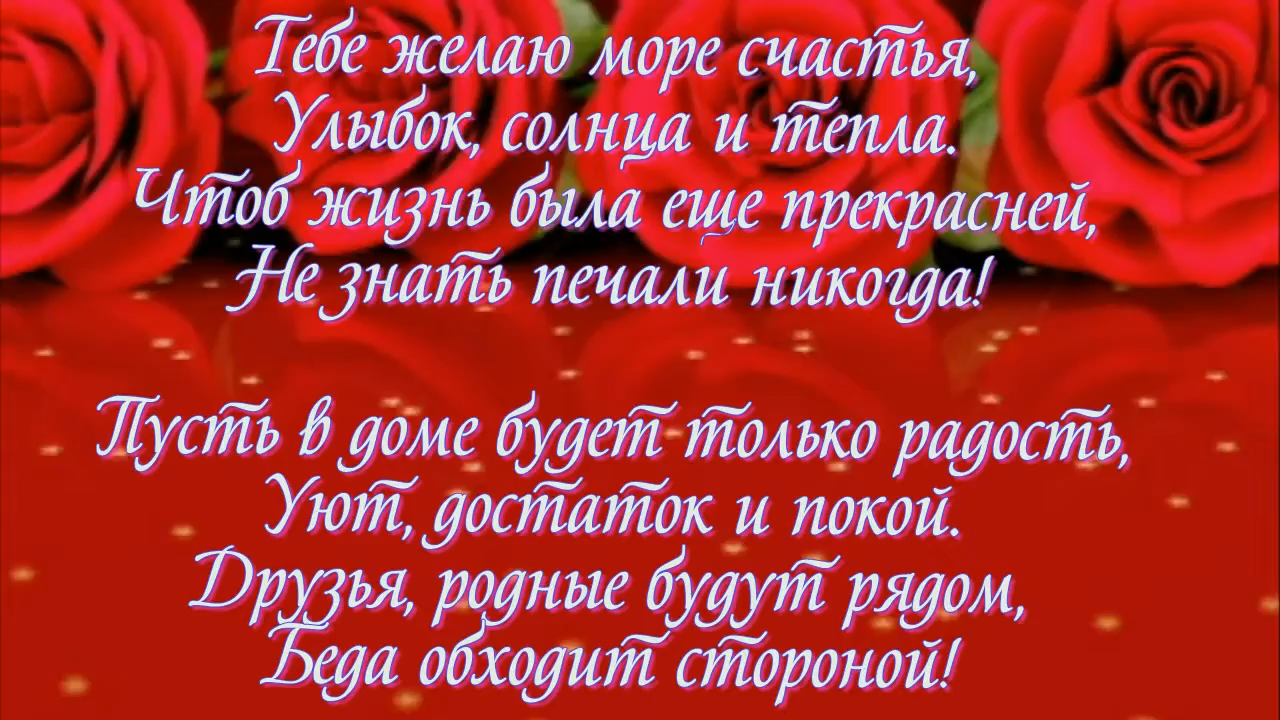 Тебе желаю море счастья,
Улыбок, солнца и тепла.
Чтоб жизнь была еще прекрасней,
Не знать печали никогда!
Пусть в доме будет только радость,
Уют, достаток и покой.
Друзья, родные будут рядом,
Беда обходит стороной!